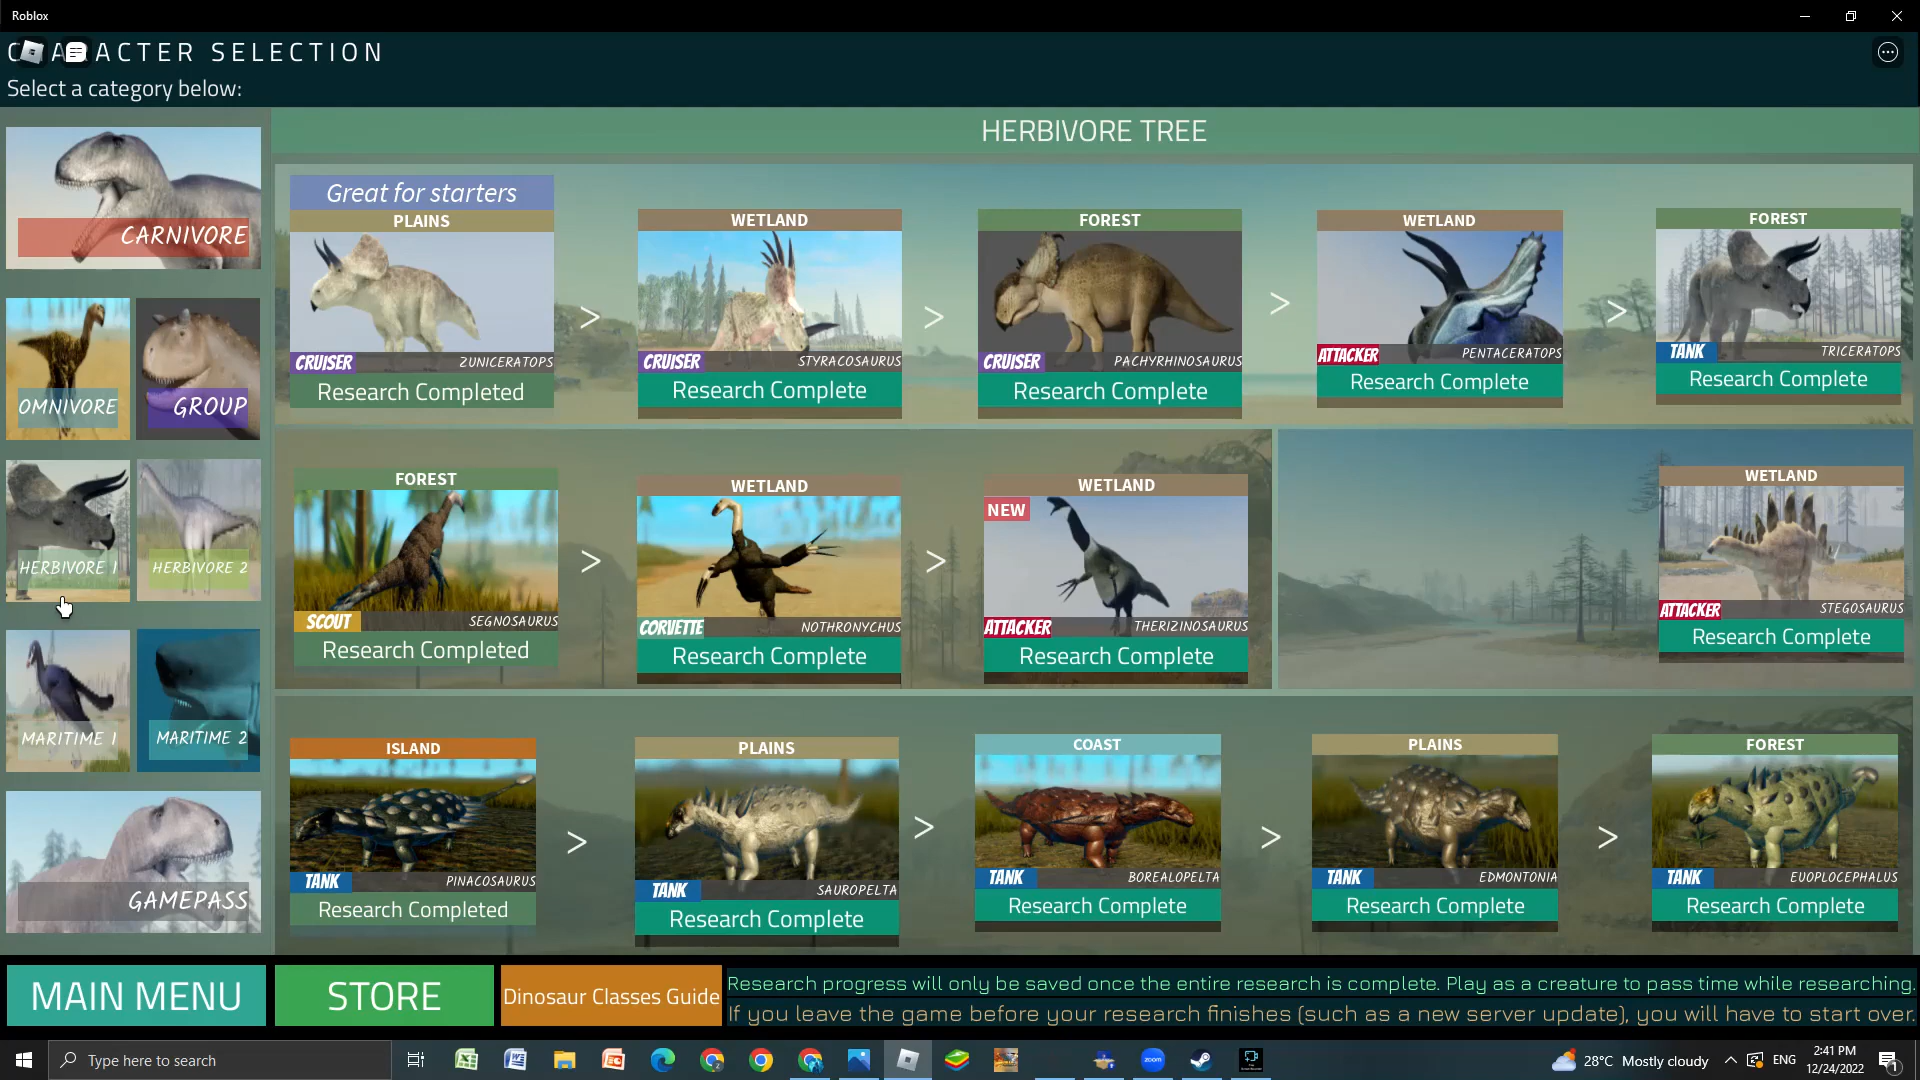 Roblox
CHARACTER SELECTION
Select a category below:
HERBIVORE TREE
CARNIVORE
OMNIVORE
GROUP
HERBIVORE 1
HERBIVORE 2
MARITIME 1
MARITIME 2
GAMEPASS
Great for starters
PLAINS
CRUISER
ZUNICERATOPS
Research Completed
>
WETLAND
CRUISER
STYRACOSAURUS
Research Complete
>
FOREST
CRUISER
PACHYRHINOSAURUS
Research Complete
>
WETLAND
ATTACKER
PENTACERATOPS
Research Complete
>
FOREST
TANK
TRICERATOPS
Research Complete
FOREST
SCOUT
SEGNOSAURUS
Research Completed
>
WETLAND
CORVETTE
NOTHRONYCHUS
Research Complete
>
WETLAND
NEW
ATTACKER
THERIZINOSAURUS
Research Complete
WETLAND
ATTACKER
STEGOSAURUS
Research Complete
ISLAND
TANK
PINACOSAURUS
Research Completed
>
PLAINS
TANK
SAUROPELTA
Research Complete
>
COAST
TANK
BOREALOPELTA
Research Complete
>
PLAINS
TANK
EDMONTONIA
Research Complete
>
FOREST
TANK
EUOPLOCEPHALUS
Research Complete
MAIN MENU
STORE
Dinosaur Classes Guide
Research progress will only be saved once the entire research is complete. Play as a creature to pass time while researching.
If you leave the game before your research finishes (such as a new server update), you will have to start over.
Type here to search
zoom
28°C Mostly cloudy
ENG
2:41 PM
12/24/2022
1